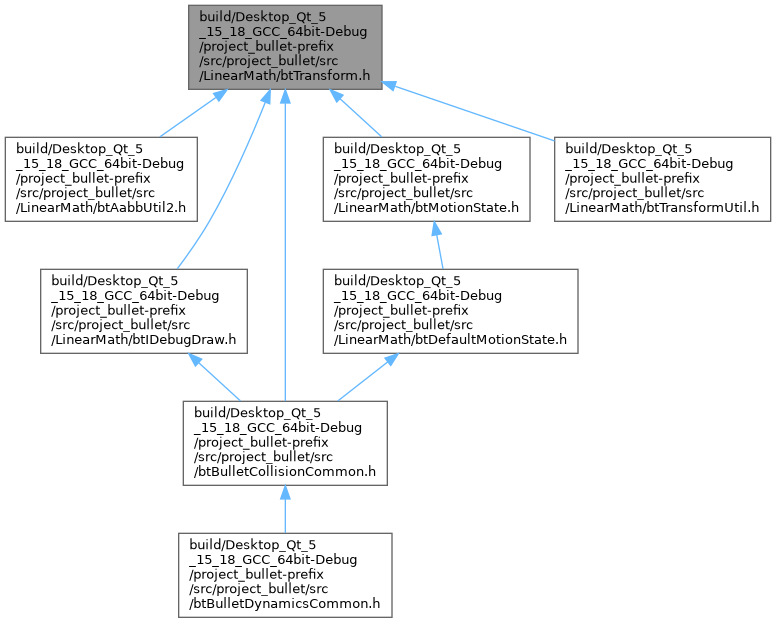 build/Desktop_Qt_5
_15_18_GCC_64bit-Debug
/project_bullet-prefix
/src/project_bullet/src
/LinearMath/btTransform.h
build/Desktop_Qt_5
_15_18_GCC_64bit-Debug
/project_bullet-prefix
/src/project_bullet/src
/LinearMath/btAabbUtil2.h
build/Desktop_Qt_5
_15_18_GCC_64bit-Debug
/project_bullet-prefix
/src/project_bullet/src
/LinearMath/btMotionState.h
build/Desktop_Qt_5
_15_18_GCC_64bit-Debug
/project_bullet-prefix
/src/project_bullet/src
/LinearMath/btTransformUtil.h
build/Desktop_Qt_5
_15_18_GCC_64bit-Debug
/project_bullet-prefix
/src/project_bullet/src
/LinearMath/btIDebugDraw.h
build/Desktop_Qt_5
_15_18_GCC_64bit-Debug
/project_bullet-prefix
/src/project_bullet/src
/LinearMath/btDefaultMotionState.h
build/Desktop_Qt_5
_15_18_GCC_64bit-Debug
/project_bullet-prefix
/src/project_bullet/src
/btBulletCollisionCommon.h
build/Desktop_Qt_5
_15_18_GCC_64bit-Debug
/project_bullet-prefix
/src/project_bullet/src
/btBulletDynamicsCommon.h